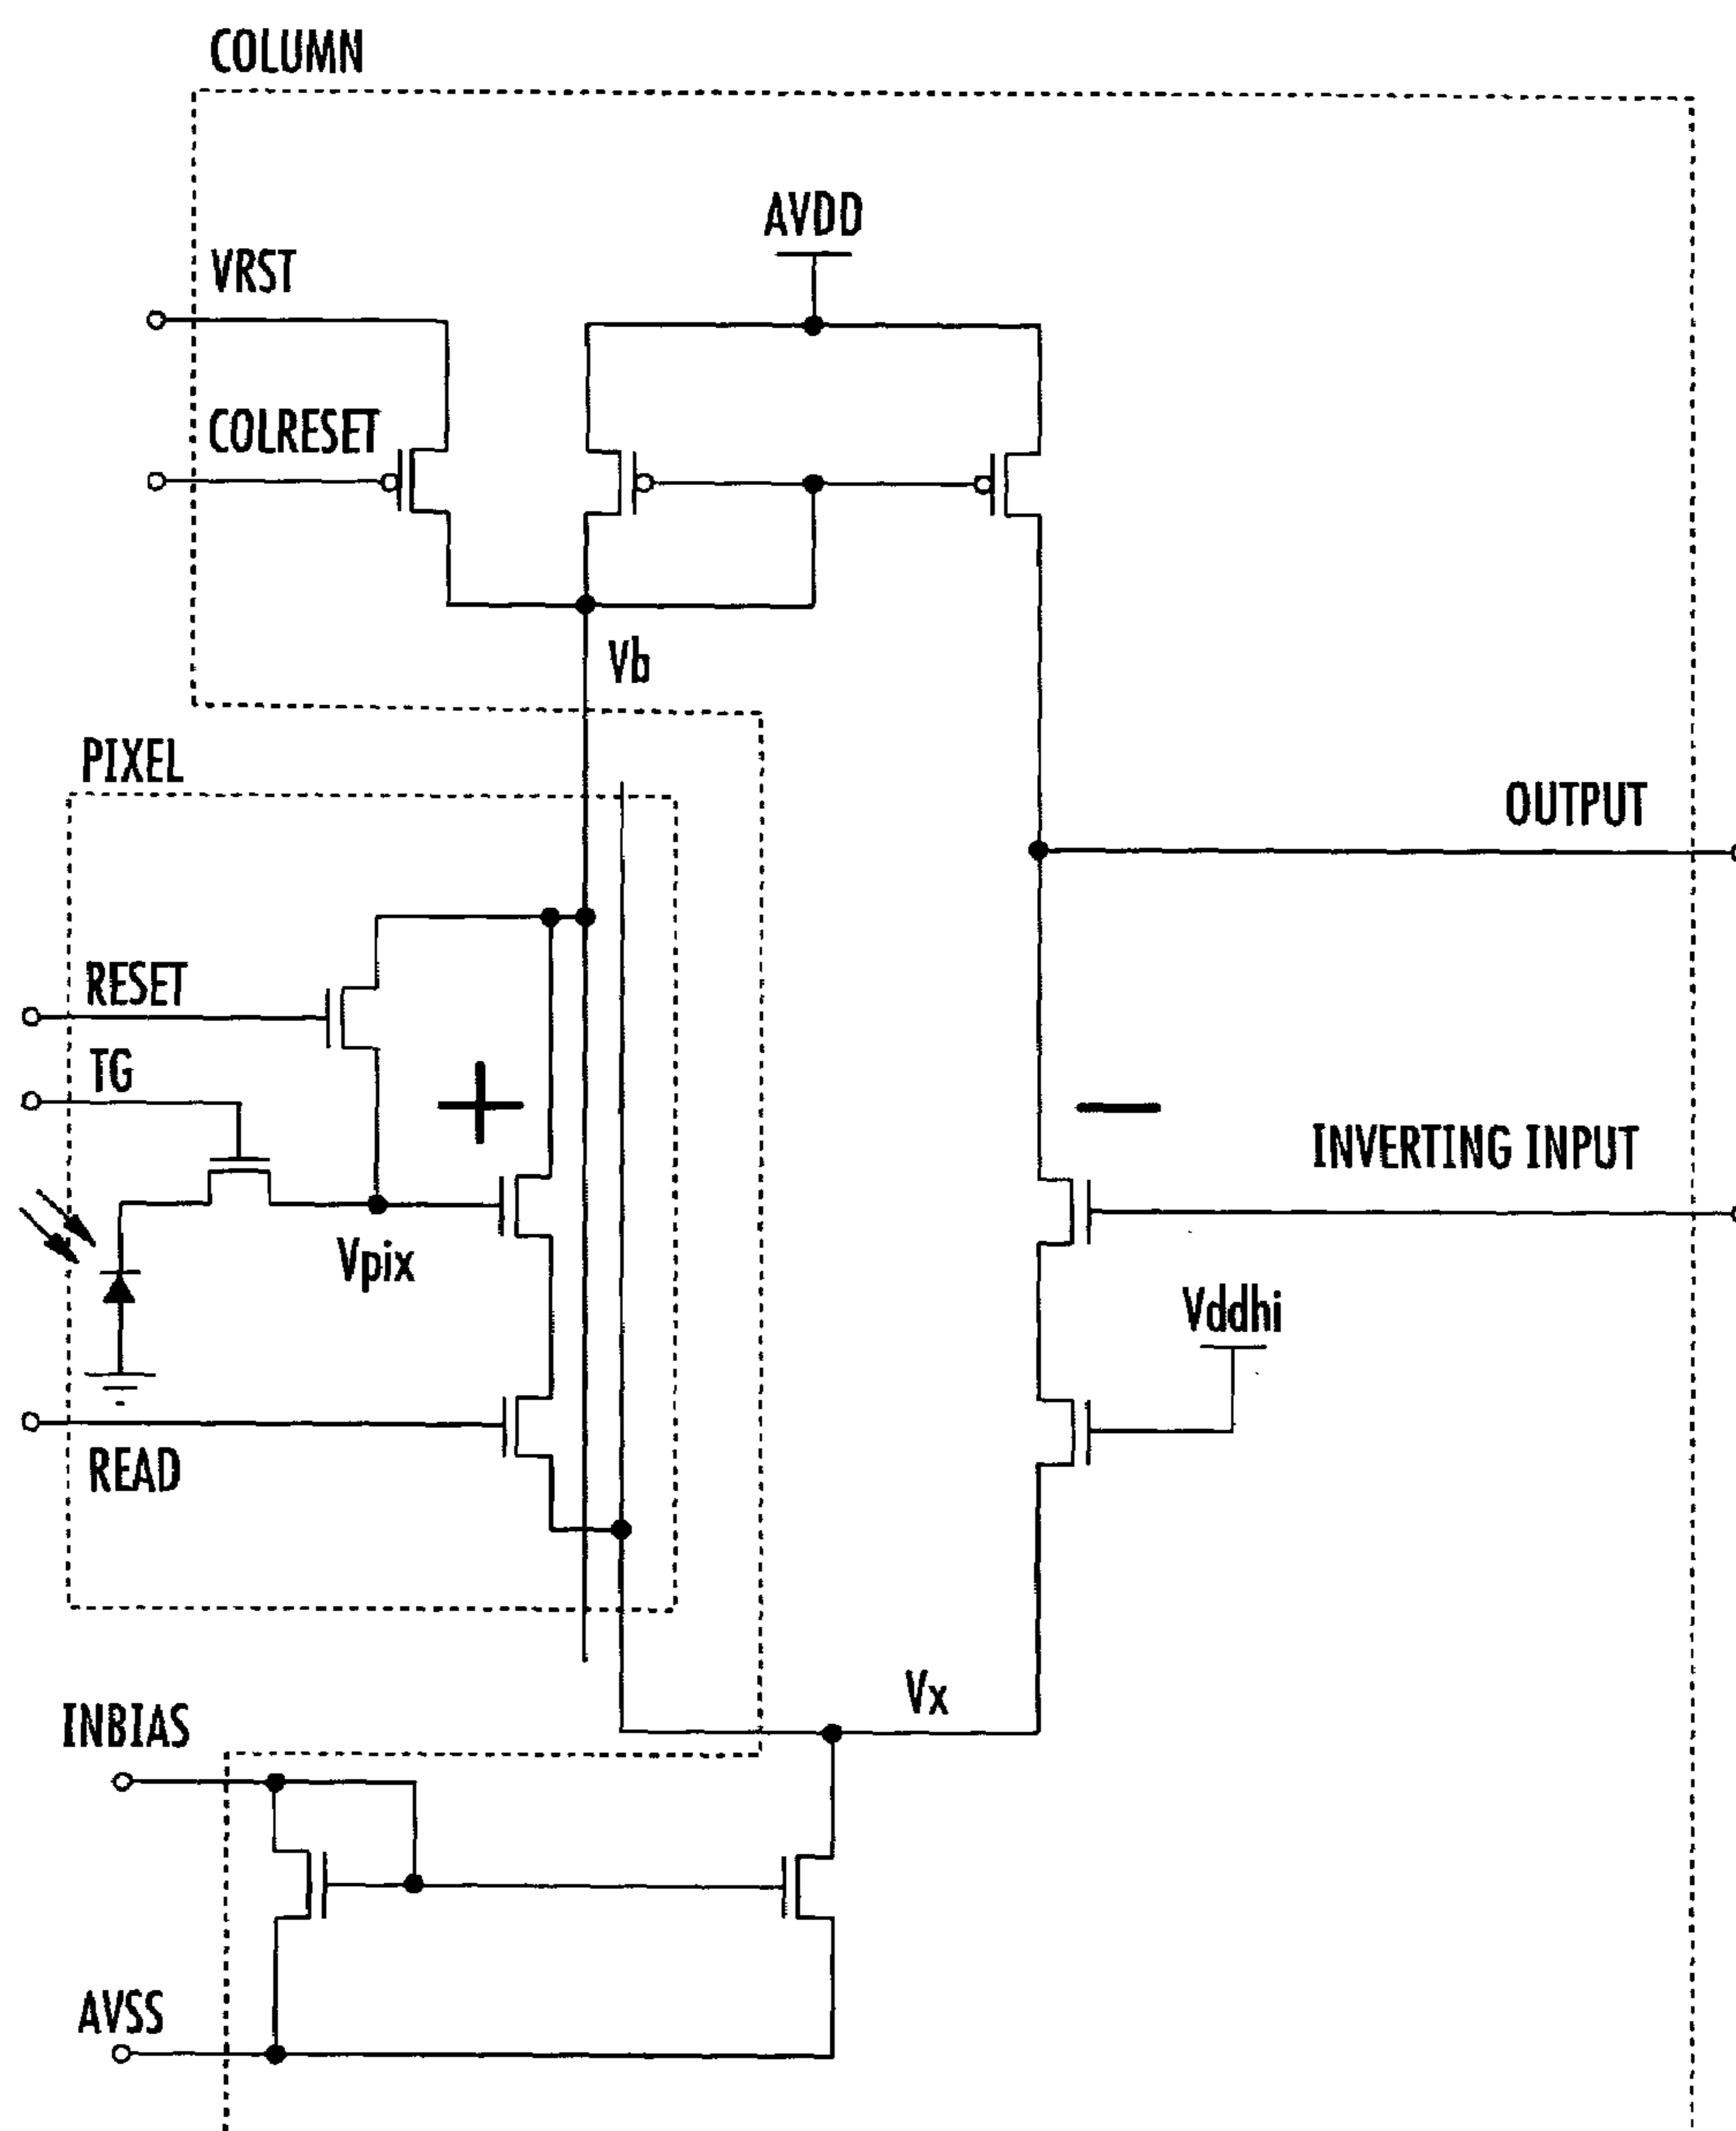 COLUMN
AVDD
VRST
COLRESET
Vb
PIXEL
OUTPUT
RESET
TG
+
−
INVERTING INPUT
Vpix
Vddhi
READ
Vx
INBIAS
AVSS